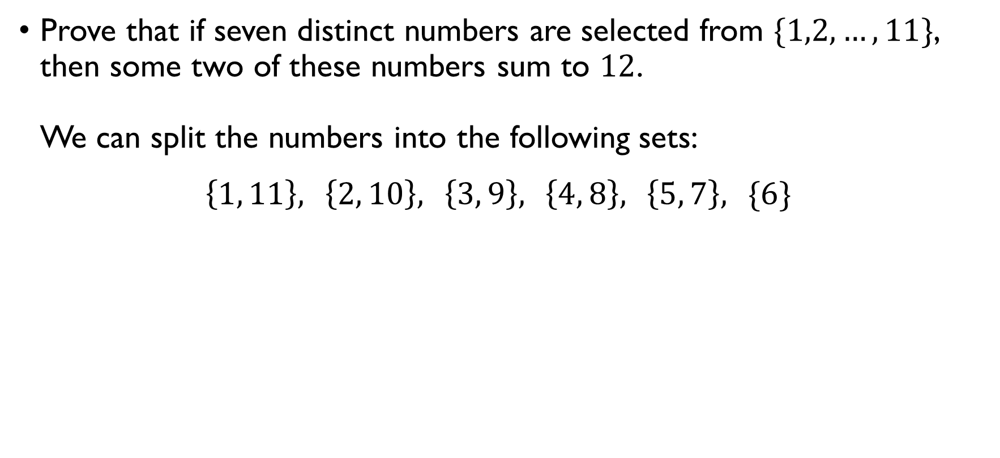 • Prove that if seven distinct numbers are selected from {1,2, … , 11},
then some two of these numbers sum to 12.
We can split the numbers into the following sets:
{1, 11}, {2, 10}, {3, 9}, {4, 8}, {5, 7}, {6}